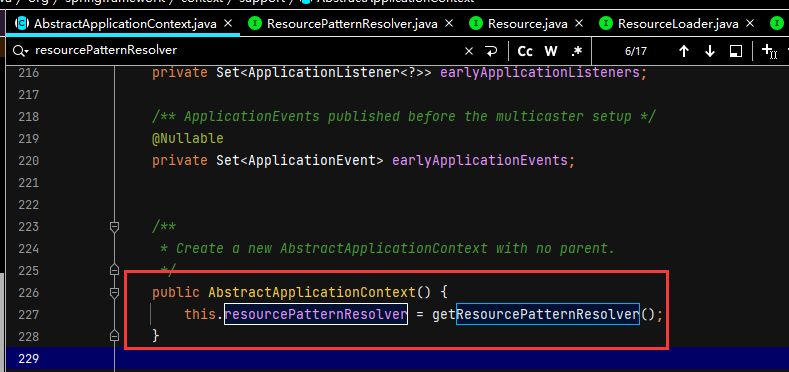 AbstractApplicationContext.java ResourcePatternResolver.java Resource.java ResourceLoader.java
resourcePatternResolver Cc W .* 6/17
216 private Set<ApplicationListener<?>> earlyApplicationListeners;
217
218 /** ApplicationEvents published before the multicaster setup */
219 @Nullable
220 private Set<ApplicationEvent> earlyApplicationEvents;
221
222
223 /**
224 * Create a new AbstractApplicationContext with no parent.
225 */
226 public AbstractApplicationContext() {
227 this.resourcePatternResolver = getResourcePatternResolver();
228 }
229